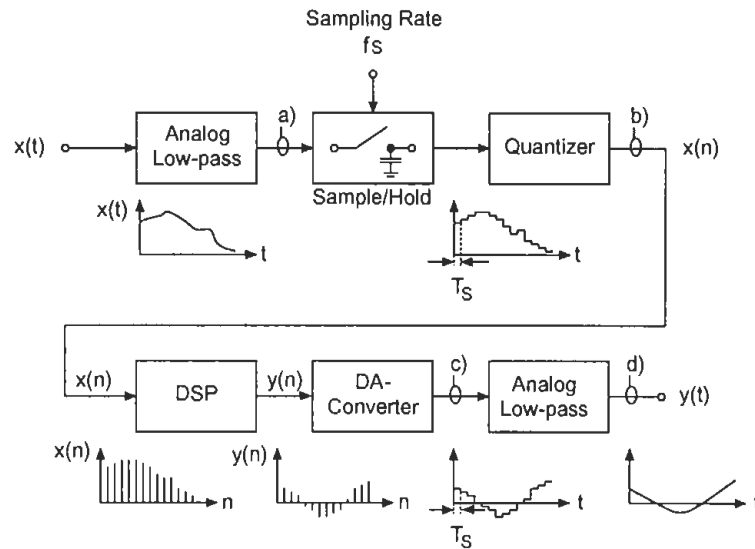 Sampling Rate
fS
x(t)
Analog
Low-pass
a)
Sample/Hold
Quantizer
b)
x(n)
x(t)
t
t
TS
x(n)
DSP
y(n)
DA-
Converter
c)
Analog
Low-pass
d)
y(t)
x(n)
n
y(n)
n
t
TS
t